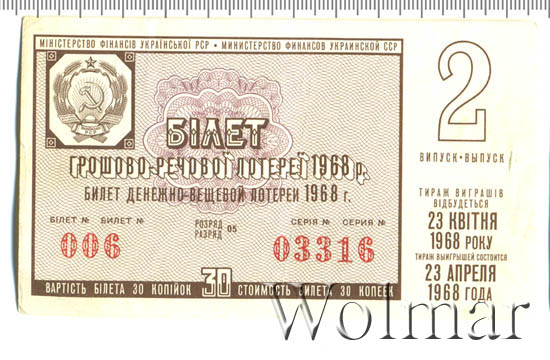 МІНІСТЕРСТВО ФІНАНСІВ УКРАЇНСЬКОЇ РСР • МИНИСТЕРСТВО ФИНАНСОВ УКРАИНСКОЙ ССР
БІЛЕТ
ГРОШОВО-РЕЧОВОЇ ЛОТЕРЕЇ 1968 р.
БИЛЕТ ДЕНЕЖНО-ВЕЩЕВОЙ ЛОТЕРЕИ 1968 г.
БІЛЕТ № БИЛЕТ № РОЗРЯД РАЗРЯД 05 СЕРІЯ № СЕРИЯ №
006 03316
ВАРТІСТЬ БІЛЕТА 30 КОПІЙОК 30 СТОИМОСТЬ БИЛЕТА 30 КОПЕЕК
2
ВИПУСК • ВЫПУСК
ТИРАЖ ВИГРАШІВ
ВІДБУДЕТЬСЯ
23 КВІТНЯ
1968 РОКУ
ТИРАЖ ВЫИГРЫШЕЙ СОСТОИТСЯ
23 АПРЕЛЯ
1968 ГОДА
Wolmar